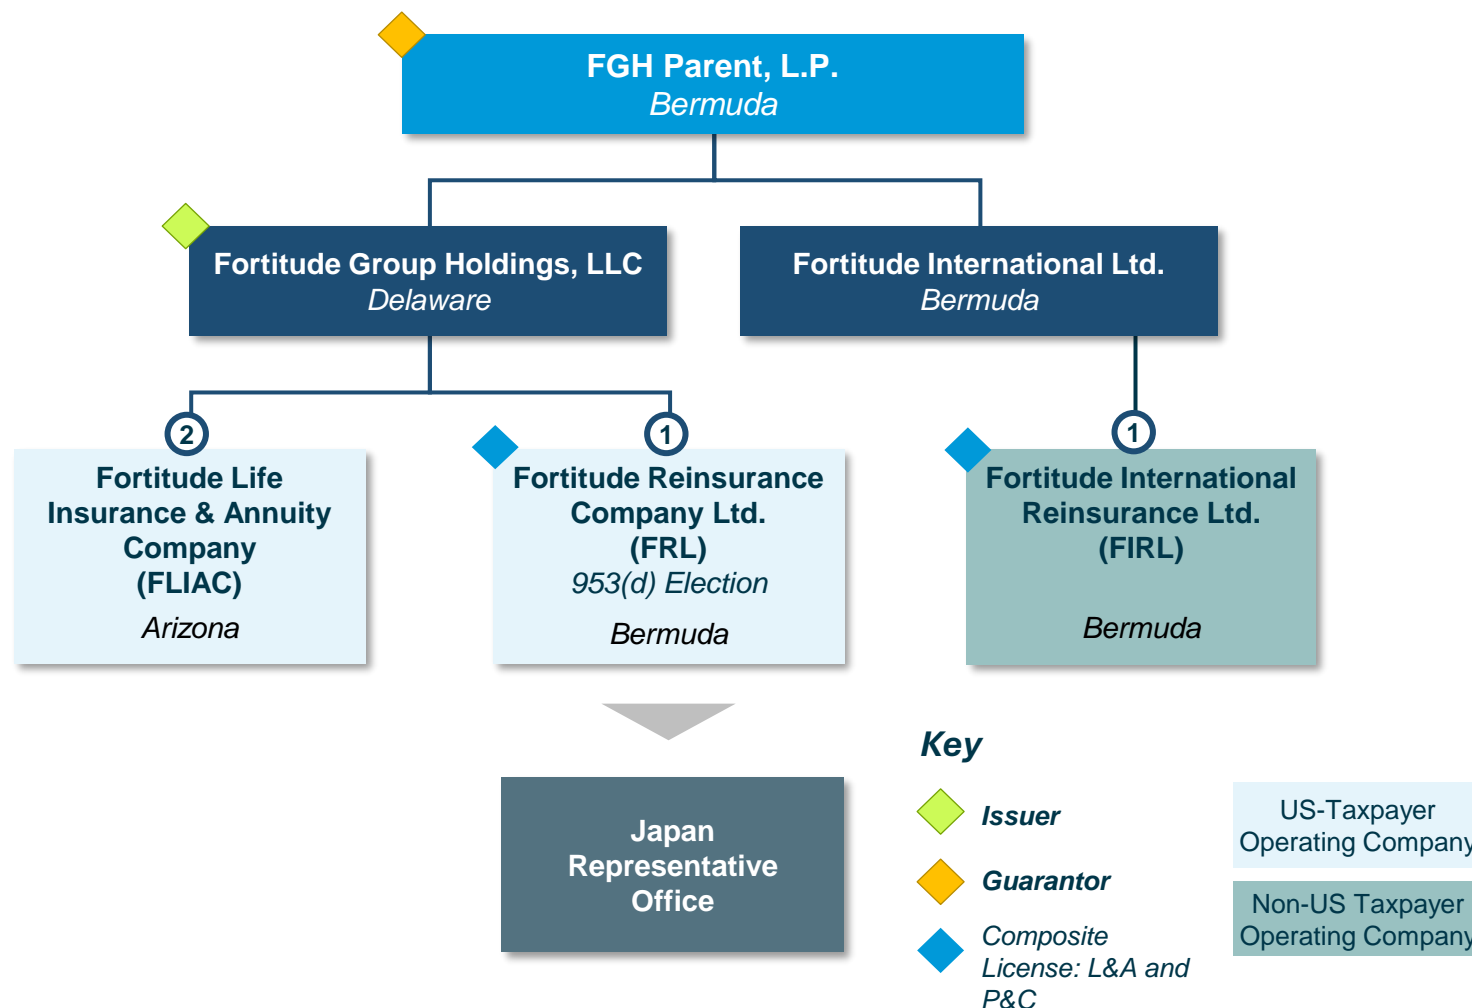 FGH Parent, L.P.
Bermuda
Fortitude Group Holdings, LLC
Delaware
Fortitude International Ltd.
Bermuda
2
Fortitude Life
Insurance & Annuity
Company
(FLIAC)
Arizona
1
Fortitude Reinsurance
Company Ltd.
(FRL)
953(d) Election
Bermuda
1
Fortitude International
Reinsurance Ltd.
(FIRL)
Bermuda
Japan
Representative
Office
Key
Issuer
Guarantor
Composite
License: L&A and
P&C
US-Taxpayer
Operating Company
Non-US Taxpayer
Operating Company